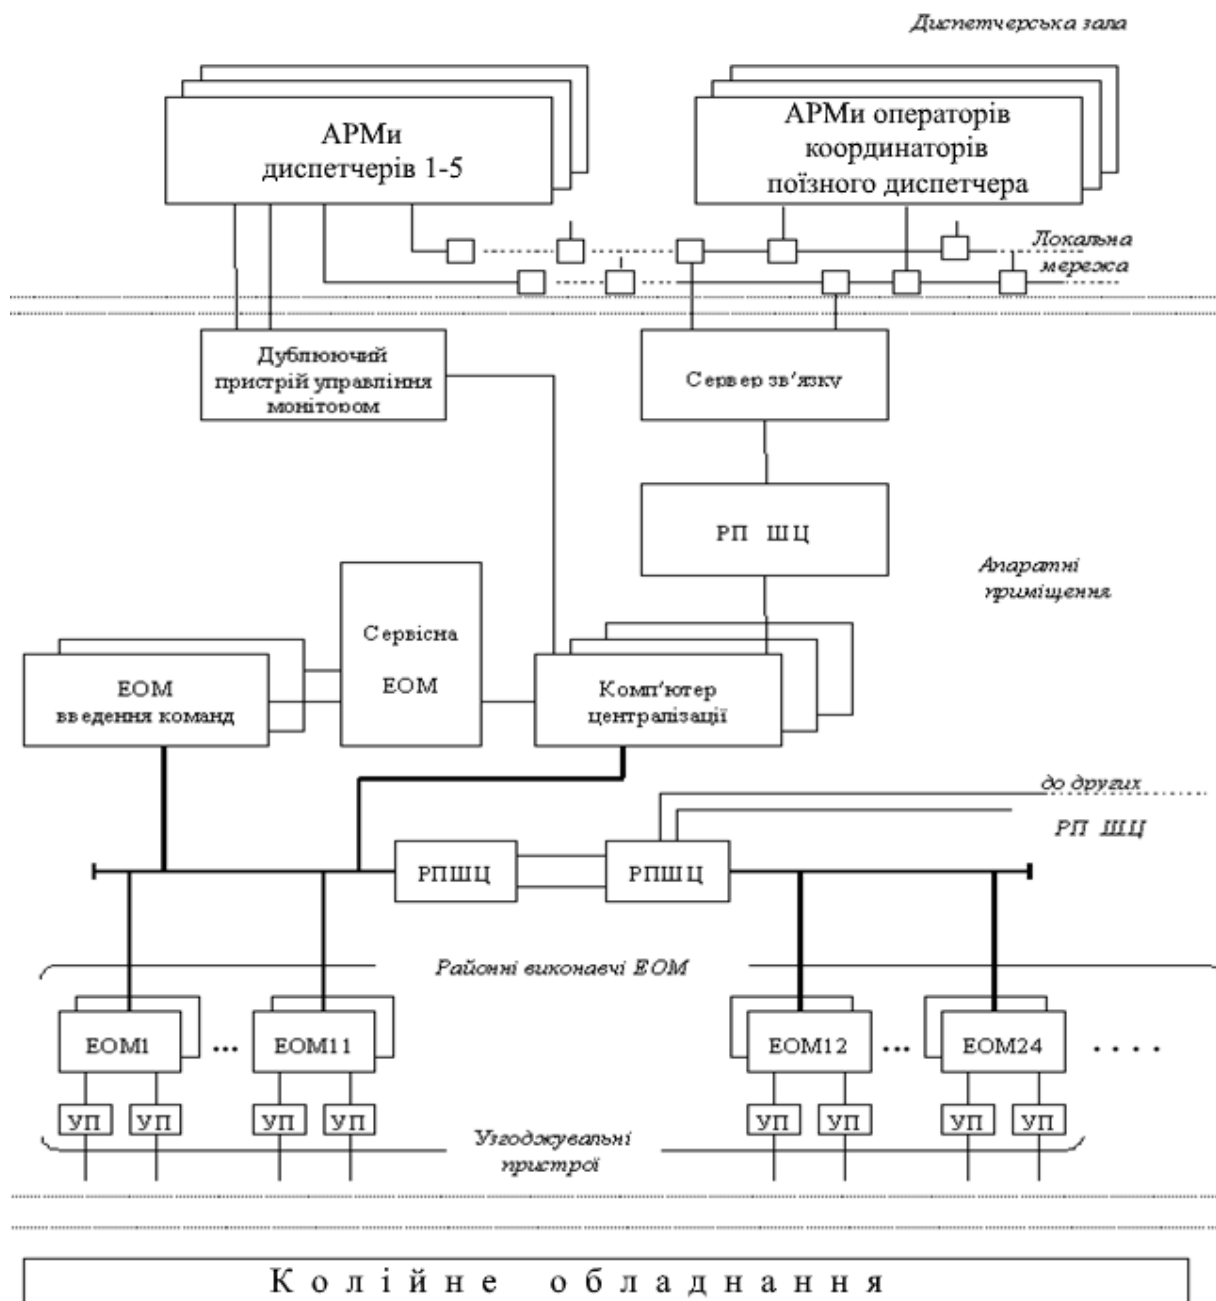 Диспетчерська зала
АРМи
диспетчерів 1-5
АРМи операторів
координаторів
поїзного диспетчера
Локальна
мережа
Дублюючий
пристрій управління
монітором
Сервер зв'язку
РП ШЦ
Апаратні
приміщення
Сервісна
ЕОМ
ЕОМ
введення команд
Комп'ютер
централізації
до других
РП ШЦ
РПШЦ
РПШЦ
Районні виконавчі ЕОМ
ЕОМ1
...
ЕОМ11
ЕОМ12
...
ЕОМ24
. . . .
УП
УП
УП
УП
УП
УП
УП
УП
Узгоджувальні
пристрої
Колійне обладнання